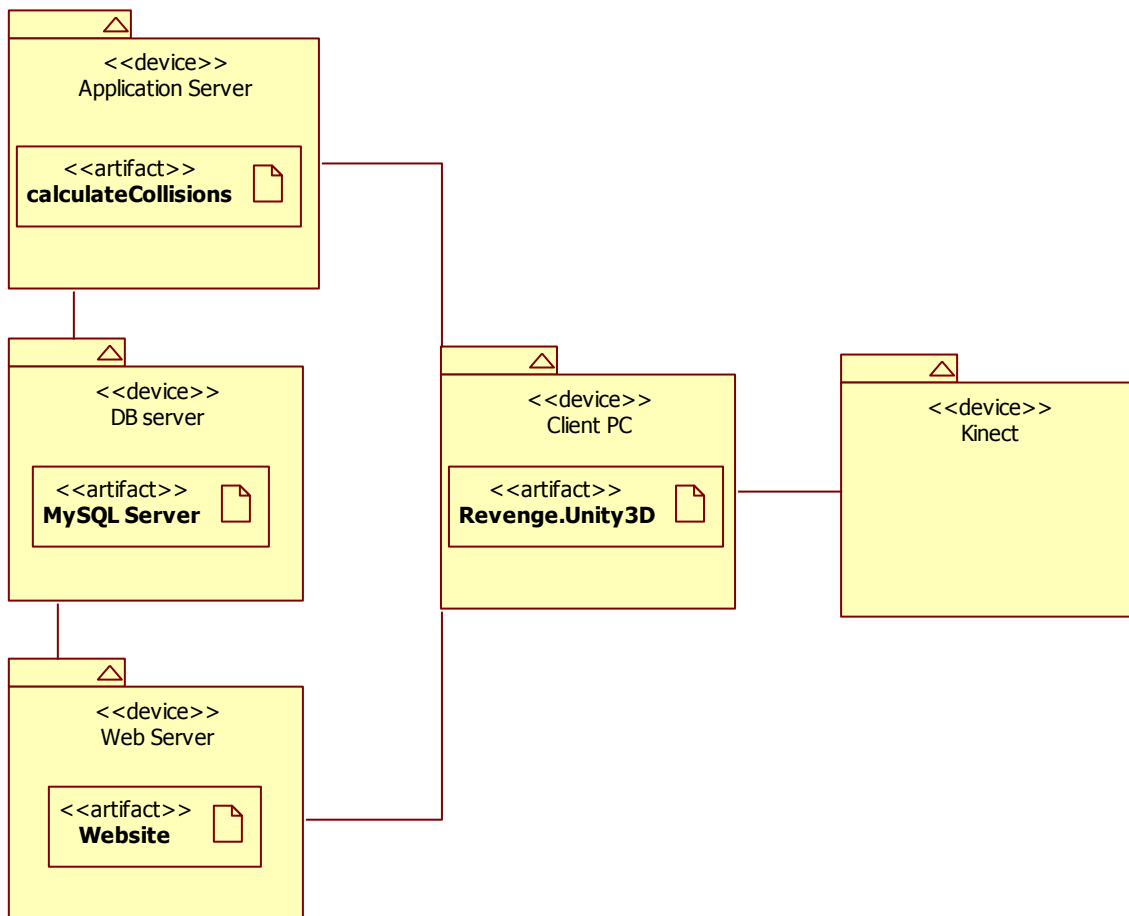 <<device>>
Application Server
<<artifact>>
calculateCollisions
<<device>>
DB server
<<artifact>>
MySQL Server
<<device>>
Client PC
<<artifact>>
Revenge.Unity3D
<<device>>
Kinect
<<device>>
Web Server
<<artifact>>
Website